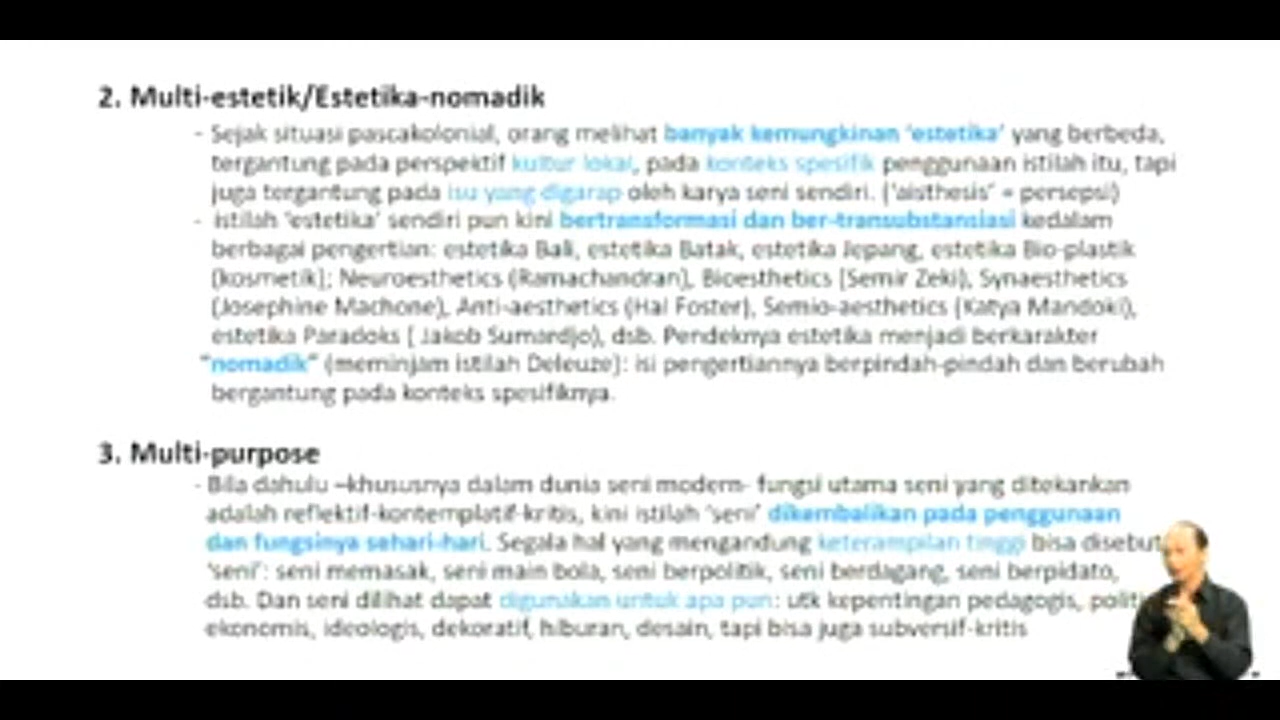 2. Multi-estetik/Estetika-nomadik
- Sejak situasi pascakolonial, orang melihat banyak kemungkinan 'estetika' yang berbeda,
tergantung pada perspektif kultur lokal, pada konteks spesifik penggunaan istilah itu, tapi
juga tergantung pada isu yang digarap oleh karya seni sendiri. ('aisthesis' = persepsi)
- istilah 'estetika' sendiri pun kini bertransformasi dan ber-transubstansiasi kedalam
berbagai pengertian: estetika Bali, estetika Batak, estetika Jepang, estetika Bio-plastik
(kosmetik); Neuroesthetics (Ramachandran), Bioesthetics (Semir Zeki), Synaesthetics
(Josephine Machone), Anti-aesthetics (Hal Foster), Semio-aesthetics (Katya Mandoki),
estetika Paradoks ( Jakob Sumardjo), dsb. Pendeknya estetika menjadi berkarakter
"nomadik" (meminjam istilah Deleuze): isi pengertiannya berpindah-pindah dan berubah
bergantung pada konteks spesifiknya.
3. Multi-purpose
- Bila dahulu –khususnya dalam dunia seni modern- fungsi utama seni yang ditekankan
adalah reflektif-kontemplatif-kritis, kini istilah 'seni' dikembalikan pada penggunaan
dan fungsinya sehari-hari. Segala hal yang mengandung keterampilan tinggi bisa disebut
'seni': seni memasak, seni main bola, seni berpolitik, seni berdagang, seni berpidato,
dsb. Dan seni dilihat dapat digunakan untuk apa pun: utk kepentingan pedagogis, politi
ekonomis, ideologis, dekoratif, hiburan, desain, tapi bisa juga subversif-kritis